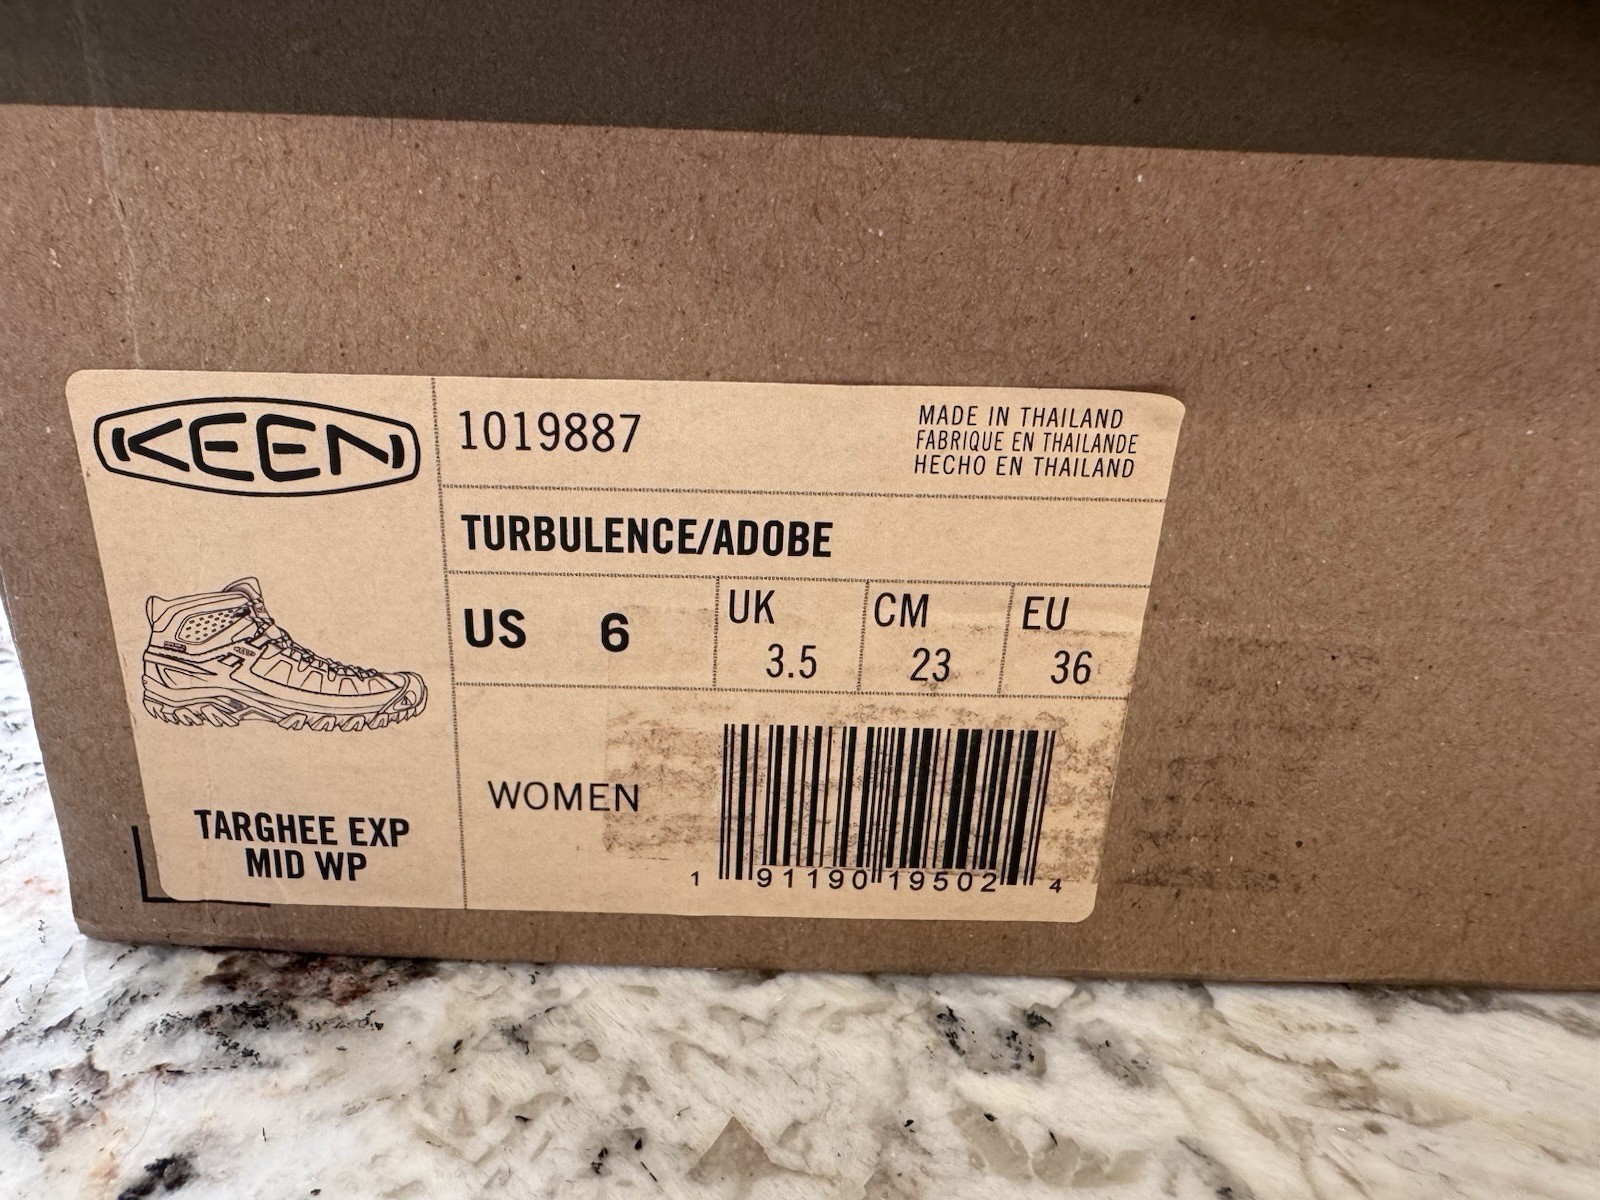 KEEN
1019887
MADE IN THAILAND
FABRIQUE EN THAILANDE
HECHO EN THAILAND
TURBULENCE/ADOBE
US 6
UK 3.5
CM 23
EU 36
WOMEN
1 91190 19502 4
KEEN
TARGHEE EXP
MID WP